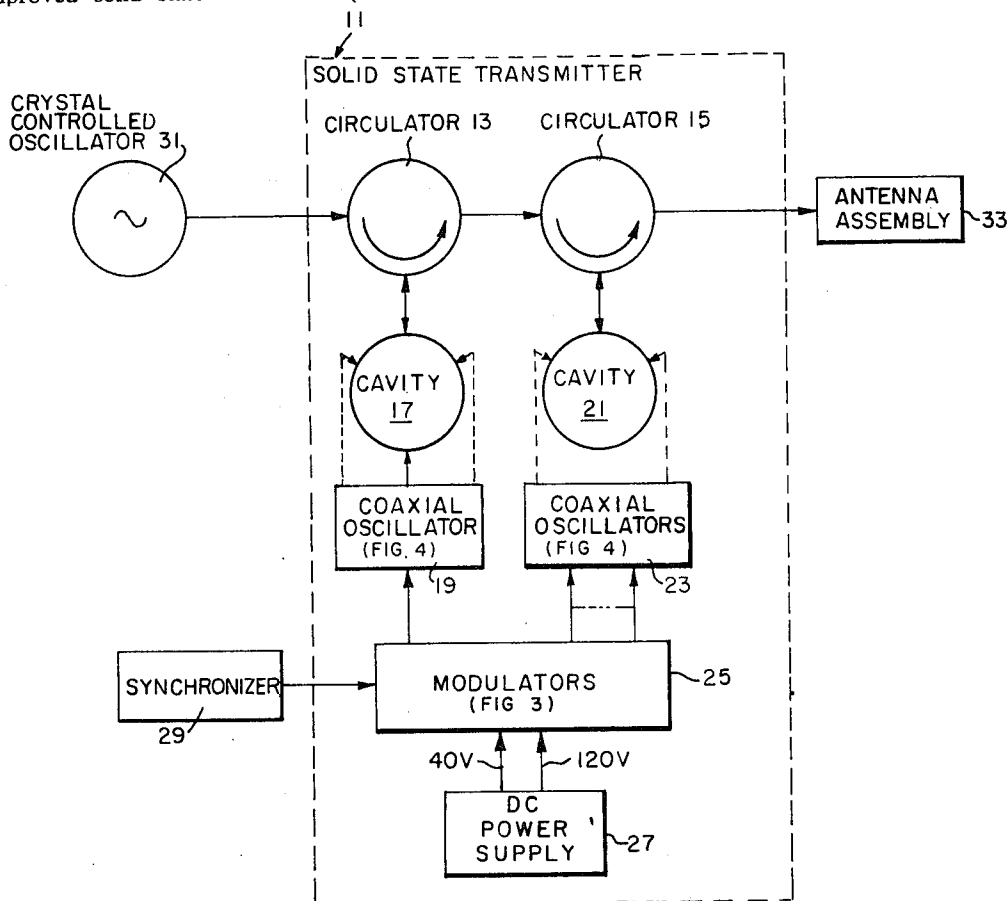 11
SOLID STATE TRANSMITTER
CRYSTAL
CONTROLLED
OSCILLATOR 31
CIRCULATOR 13
CIRCULATOR 15
ANTENNA
ASSEMBLY
33
CAVITY
17
CAVITY
21
COAXIAL
OSCILLATOR
(FIG. 4)
19
COAXIAL
OSCILLATORS
(FIG 4)
23
SYNCHRONIZER
29
MODULATORS
(FIG 3)
25
40V
120V
DC
POWER
SUPPLY
27